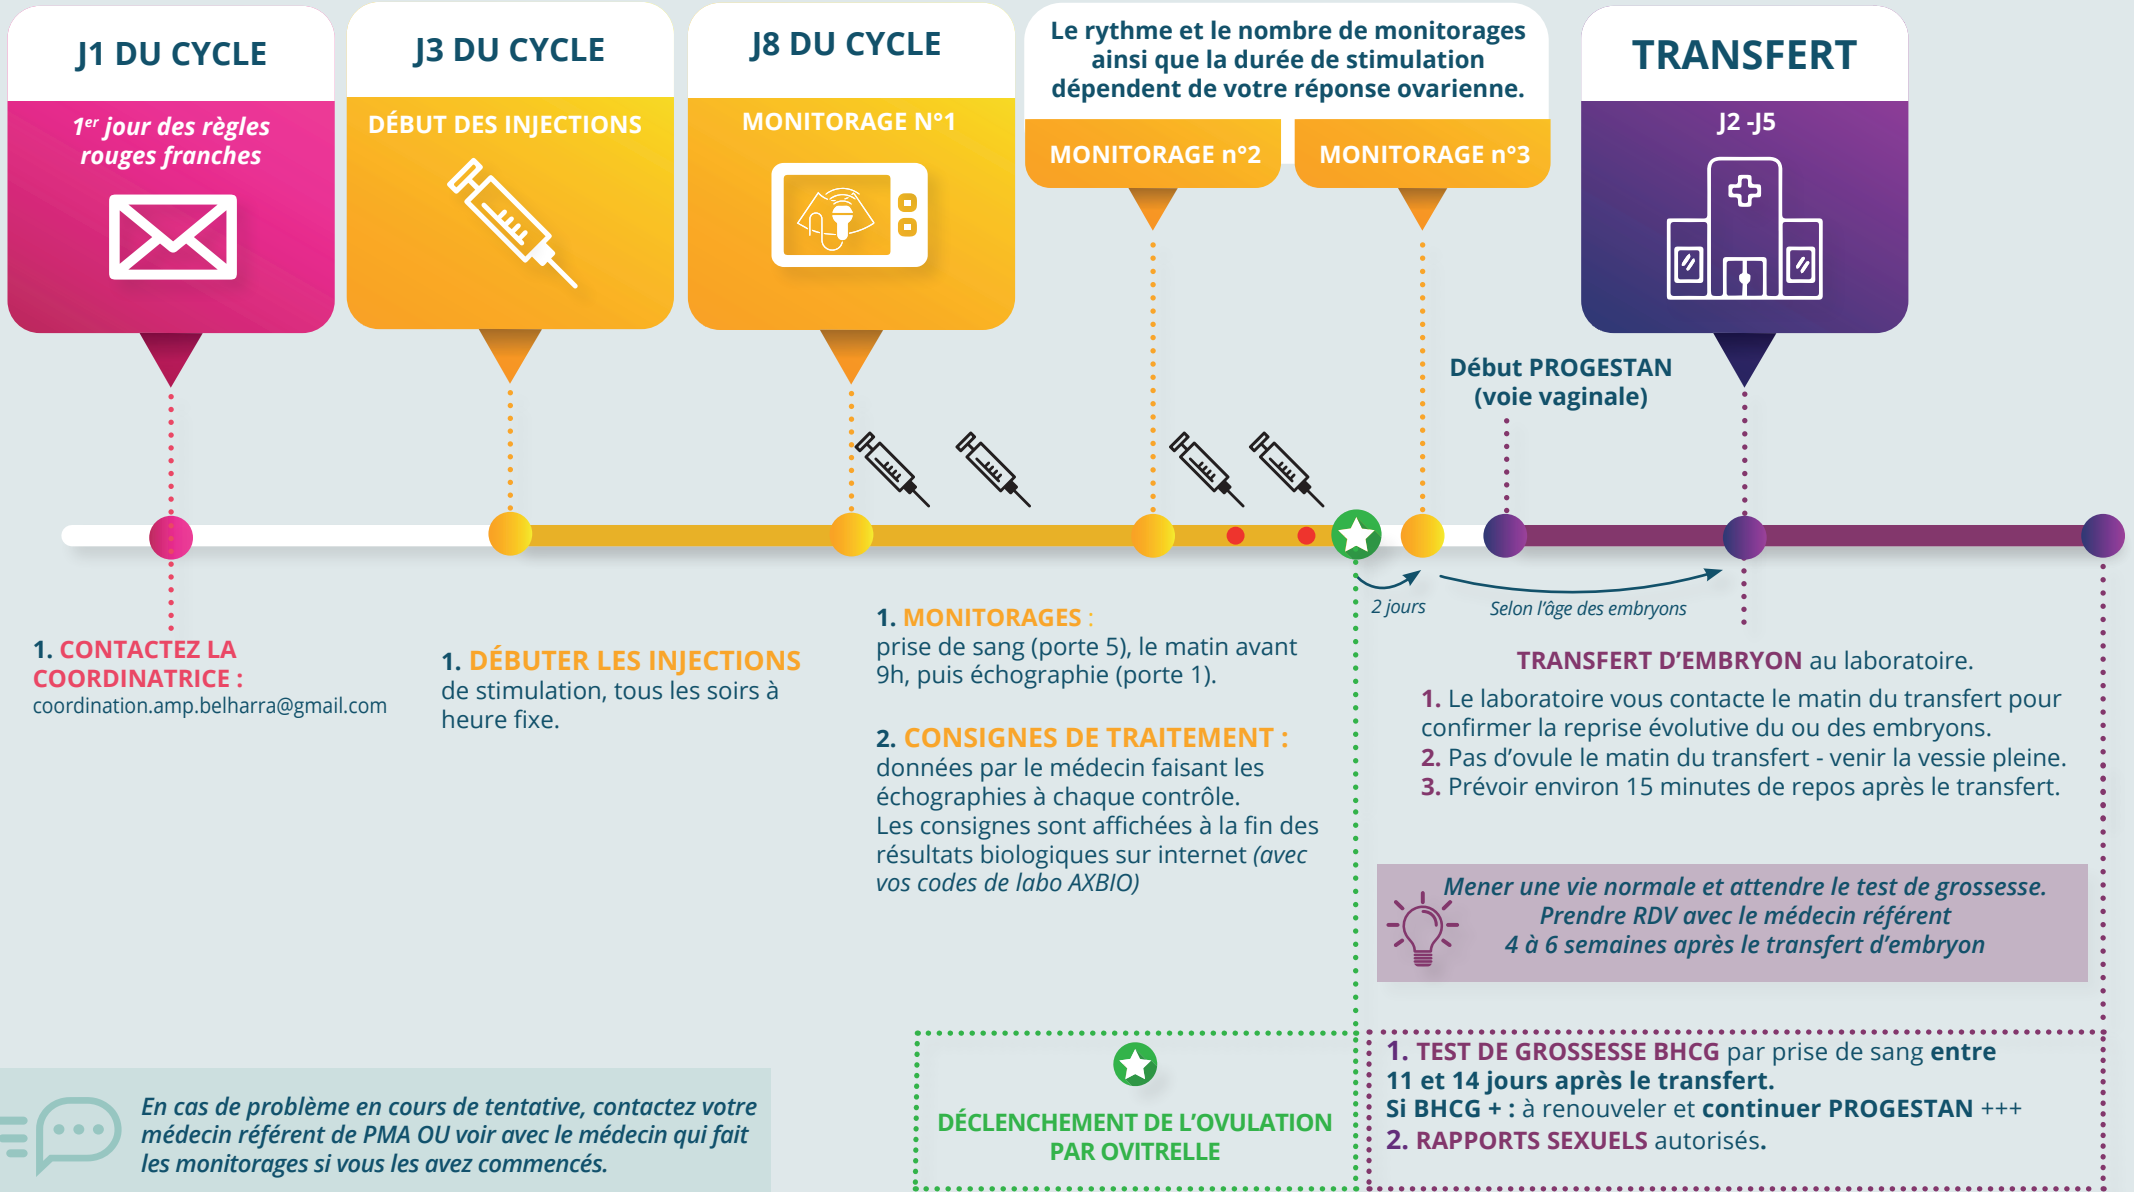 J1 DU CYCLE
1er jour des règles
rouges franches
J3 DU CYCLE
DÉBUT DES INJECTIONS
J8 DU CYCLE
MONITORAGE N°1
Le rythme et le nombre de monitorages
ainsi que la durée de stimulation
dépendent de votre réponse ovarienne.
MONITORAGE n°2
MONITORAGE n°3
TRANSFERT
J2 -J5
Début PROGESTAN
(voie vaginale)
2 jours
Selon l'âge des embryons
1. CONTACTEZ LA
COORDINATRICE :
coordination.amp.belharra@gmail.com
1. DÉBUTER LES INJECTIONS
de stimulation, tous les soirs à
heure fixe.
1. MONITORAGES :
prise de sang (porte 5), le matin avant
9h, puis échographie (porte 1).
2. CONSIGNES DE TRAITEMENT :
données par le médecin faisant les
échographies à chaque contrôle.
Les consignes sont affichées à la fin des
résultats biologiques sur internet (avec
vos codes de labo AXBIO)
TRANSFERT D'EMBRYON au laboratoire.
1. Le laboratoire vous contacte le matin du transfert pour
confirmer la reprise évolutive du ou des embryons.
2. Pas d'ovule le matin du transfert - venir la vessie pleine.
3. Prévoir environ 15 minutes de repos après le transfert.
Mener une vie normale et attendre le test de grossesse.
Prendre RDV avec le médecin référent
4 à 6 semaines après le transfert d'embryon
En cas de problème en cours de tentative, contactez votre
médecin référent de PMA OU voir avec le médecin qui fait
les monitorages si vous les avez commencés.
DÉCLENCHEMENT DE L'OVULATION
PAR OVITRELLE
1. TEST DE GROSSESSE BHCG par prise de sang entre
11 et 14 jours après le transfert.
Si BHCG + : à renouveler et continuer PROGESTAN +++
2. RAPPORTS SEXUELS autorisés.